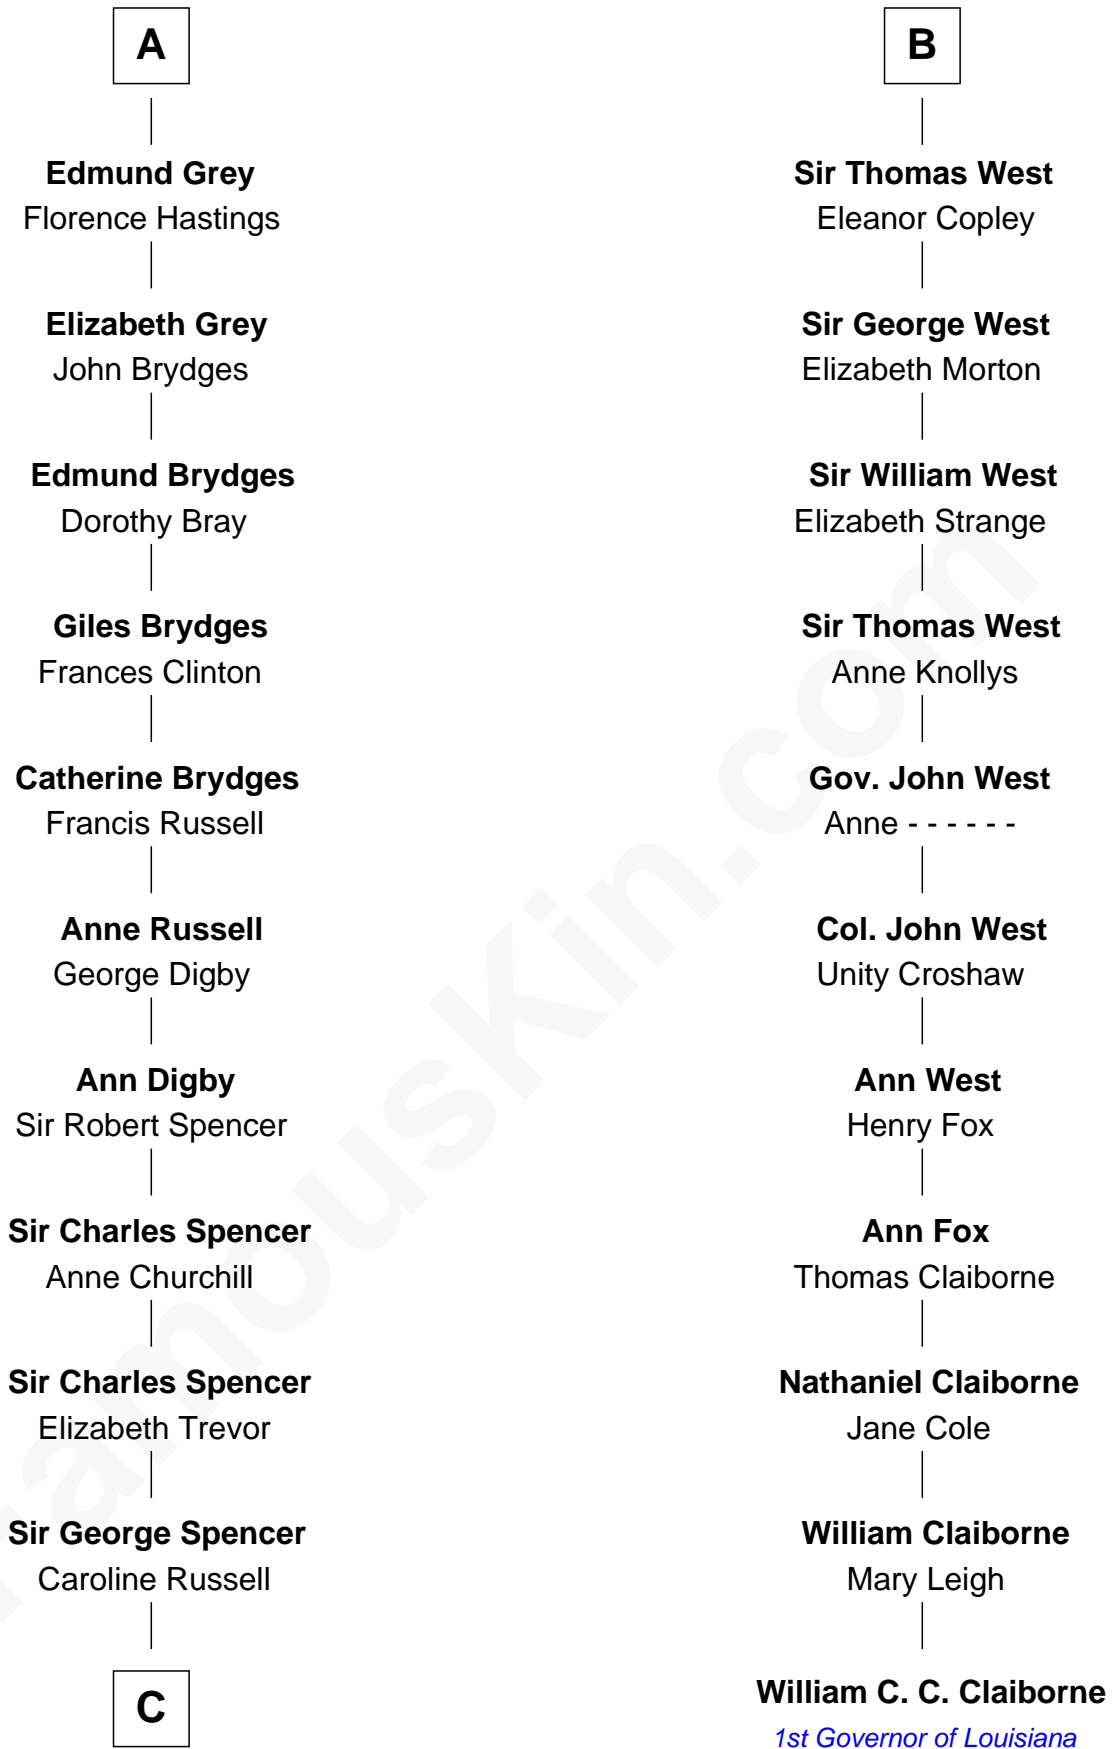 A
Edmund Grey
Florence Hastings
Elizabeth Grey
John Brydges
Edmund Brydges
Dorothy Bray
Giles Brydges
Frances Clinton
Catherine Brydges
Francis Russell
Anne Russell
George Digby
Ann Digby
Sir Robert Spencer
Sir Charles Spencer
Anne Churchill
Sir Charles Spencer
Elizabeth Trevor
Sir George Spencer
Caroline Russell
C
B
Sir Thomas West
Eleanor Copley
Sir George West
Elizabeth Morton
Sir William West
Elizabeth Strange
Sir Thomas West
Anne Knollys
Gov. John West
Anne - - - - - -
Col. John West
Unity Croshaw
Ann West
Henry Fox
Ann Fox
Thomas Claiborne
Nathaniel Claiborne
Jane Cole
William Claiborne
Mary Leigh
William C. C. Claiborne
1st Governor of Louisiana
FamousKin.com